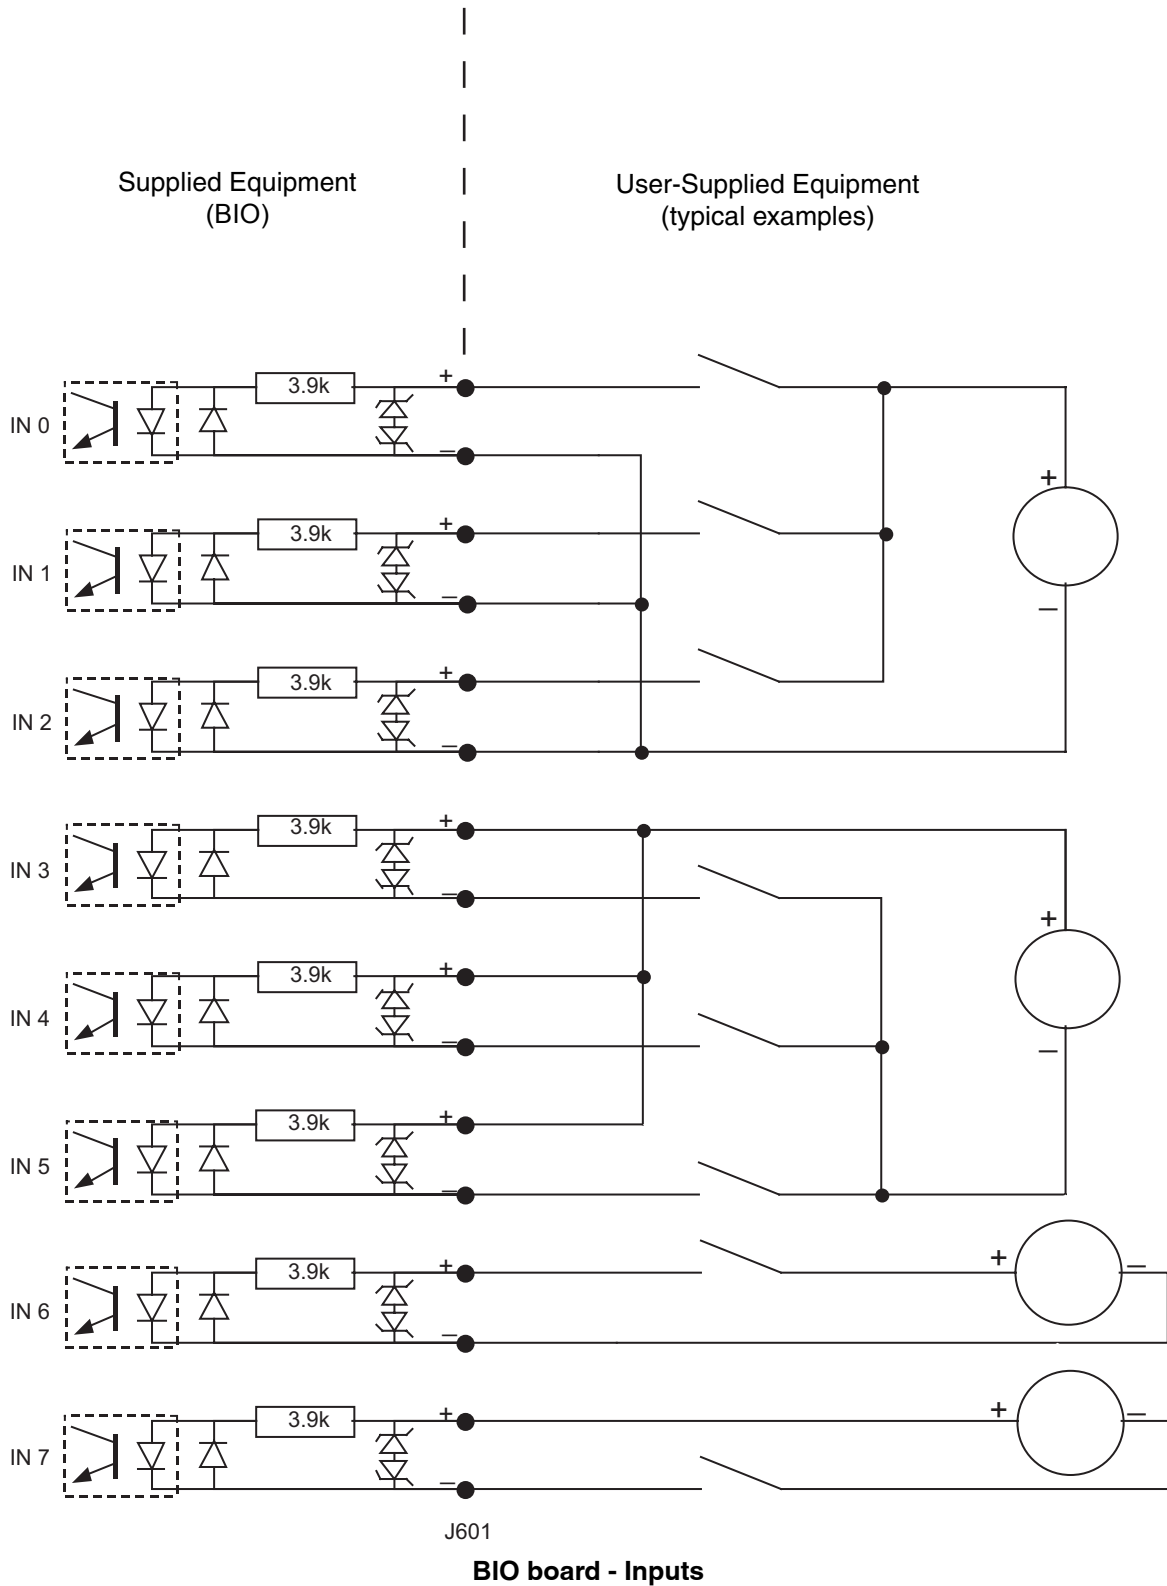 Supplied Equipment
(BIO)
User-Supplied Equipment
(typical examples)
IN 0
3.9k
+
–
+
–
IN 1
3.9k
+
–
IN 2
3.9k
+
–
IN 3
3.9k
+
–
+
–
IN 4
3.9k
+
–
IN 5
3.9k
+
–
IN 6
3.9k
+
–
+
–
IN 7
3.9k
+
–
+
–
J601
BIO board - Inputs